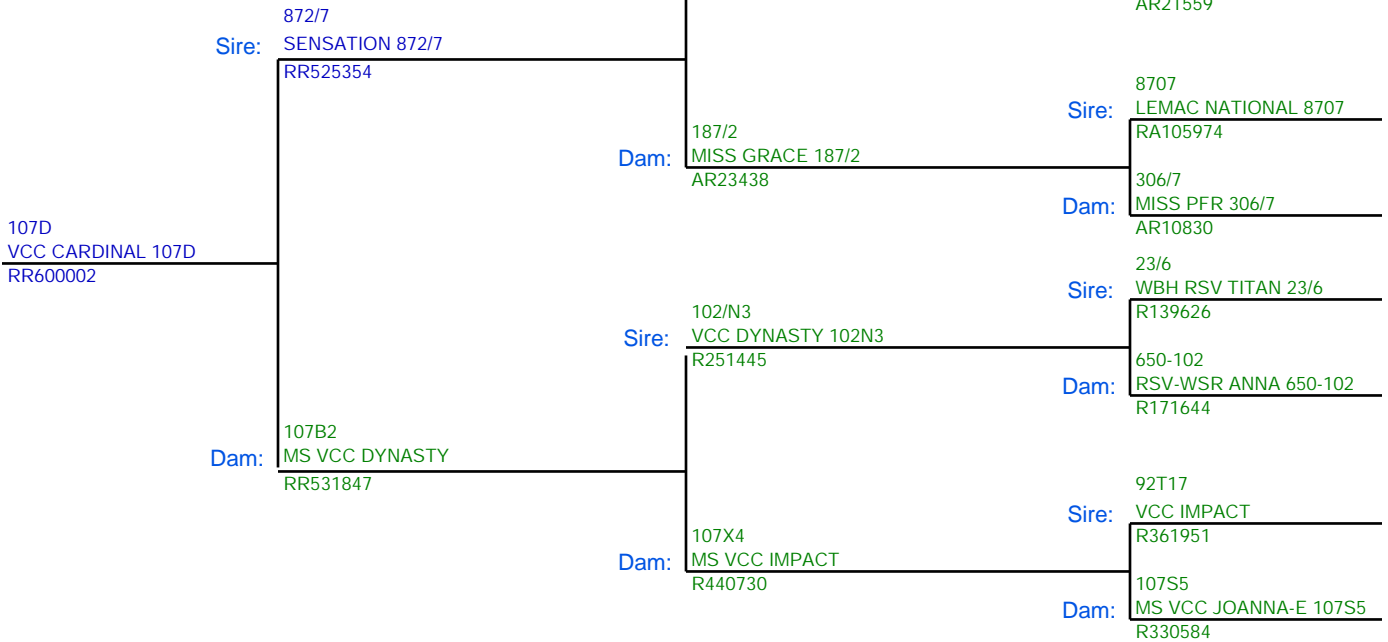 AR21559
872/7
Sire: SENSATION 872/7
RR525354
8707
Sire: LEMAC NATIONAL 8707
RA105974
187/2
Dam: MISS GRACE 187/2
AR23438
306/7
Dam: MISS PFR 306/7
AR10830
107D
VCC CARDINAL 107D
RR600002
23/6
Sire: WBH RSV TITAN 23/6
R139626
102/N3
Sire: VCC DYNASTY 102N3
R251445
650-102
Dam: RSV-WSR ANNA 650-102
R171644
107B2
Dam: MS VCC DYNASTY
RR531847
92T17
Sire: VCC IMPACT
R361951
107X4
Dam: MS VCC IMPACT
R440730
107S5
Dam: MS VCC JOANNA-E 107S5
R330584